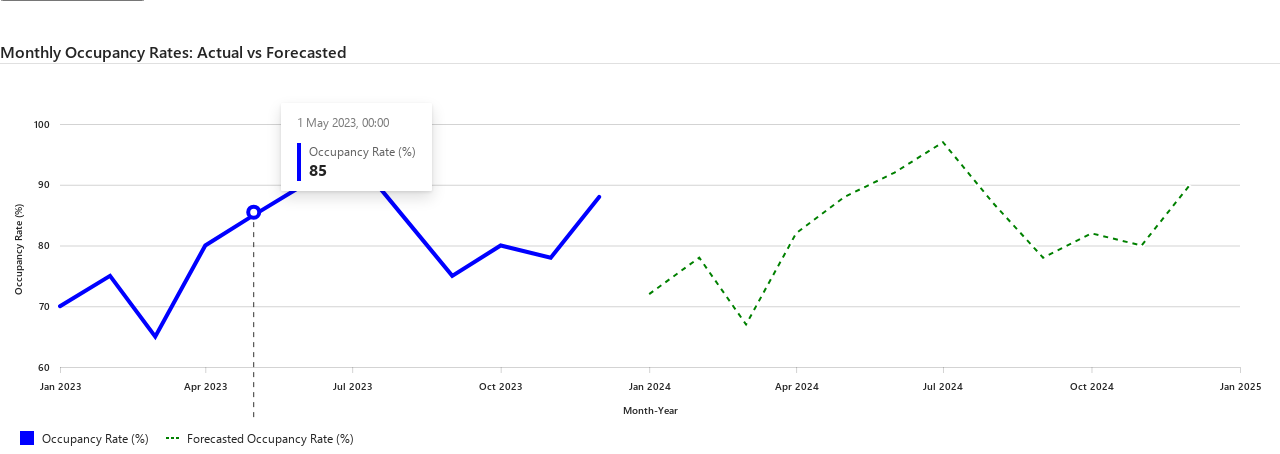 Monthly Occupancy Rates: Actual vs Forecasted
1 May 2023, 00:00
Occupancy Rate (%)
85
100
90
80
70
60
Occupancy Rate (%)
Jan 2023
Apr 2023
Jul 2023
Oct 2023
Jan 2024
Apr 2024
Jul 2024
Oct 2024
Jan 2025
Month-Year
Occupancy Rate (%)
Forecasted Occupancy Rate (%)